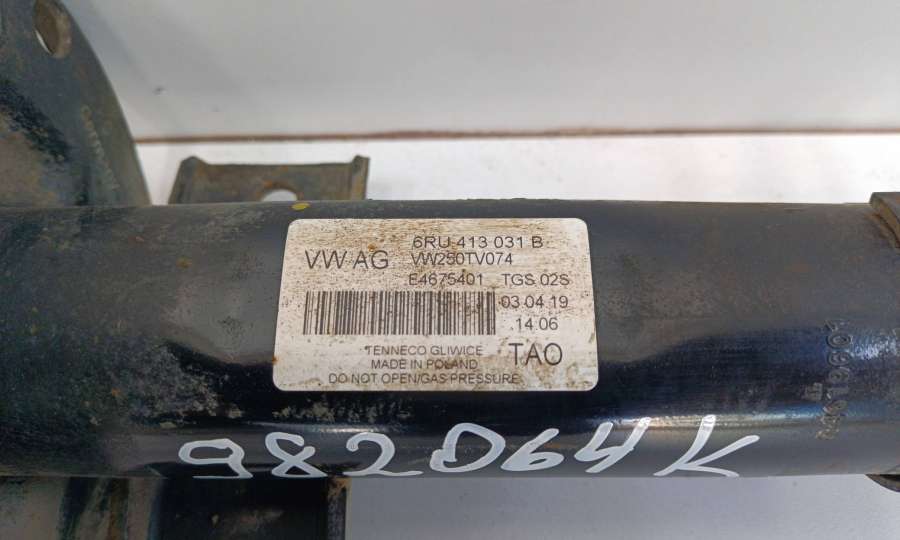 6RU 413 031 B
VW AG VW250TV074
E4675401 TGS 02S
03 04 19
14 06
TENNECO GLIWICE TAO
MADE IN POLAND
DO NOT OPEN/GAS PRESSURE
982064K